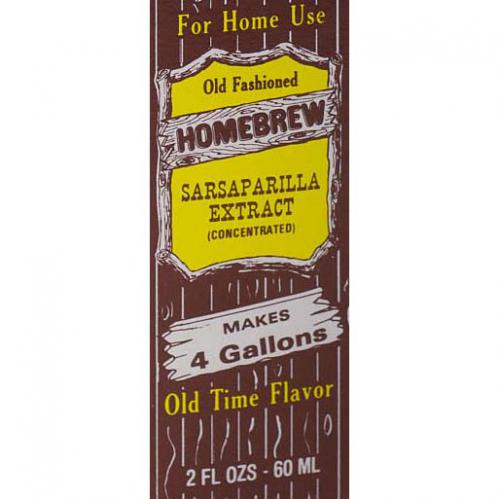 For Home Use
Old Fashioned
HOMEBREW
SARSAPARILLA
EXTRACT
(CONCENTRATED)
MAKES
4 Gallons
Old Time Flavor
2 FL OZS - 60 ML